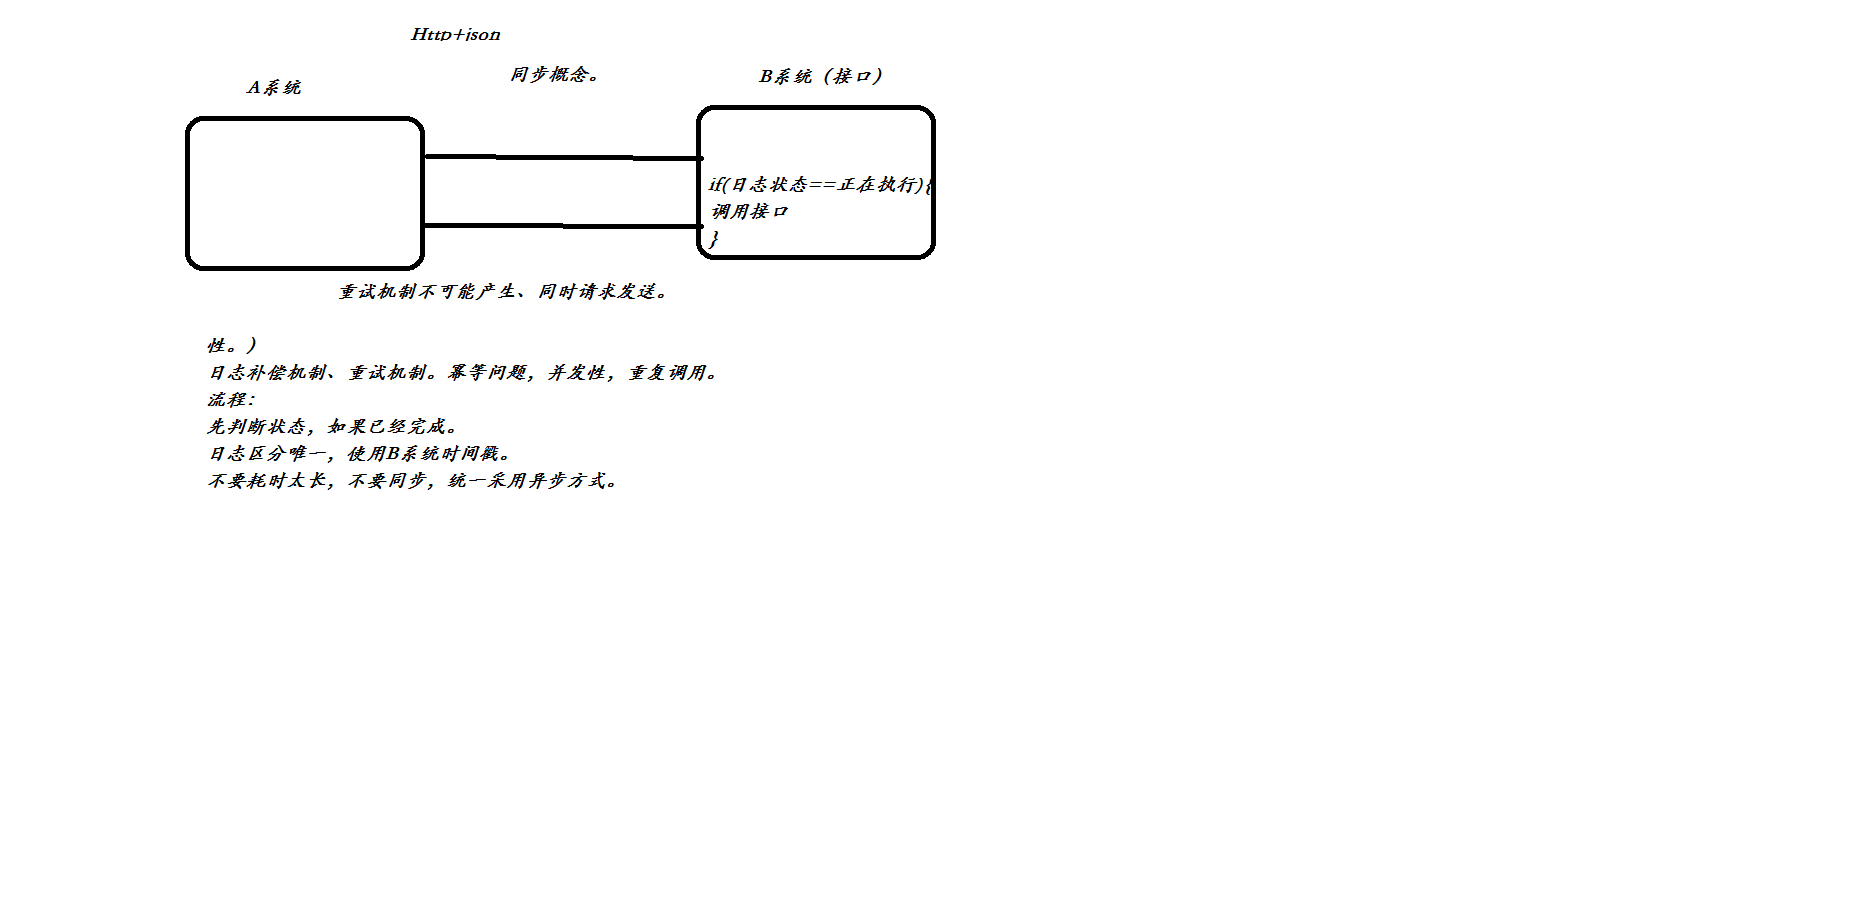 Http+json
同步概念。
A系统
B系统（接口）
if(日志状态==正在执行){
调用接口
}
重试机制不可能产生、同时请求发送。
性。）
日志补偿机制、重试机制。幂等问题，并发性，重复调用。
流程：
先判断状态，如果已经完成。
日志区分唯一，使用B系统时间戳。
不要耗时太长，不要同步，统一采用异步方式。